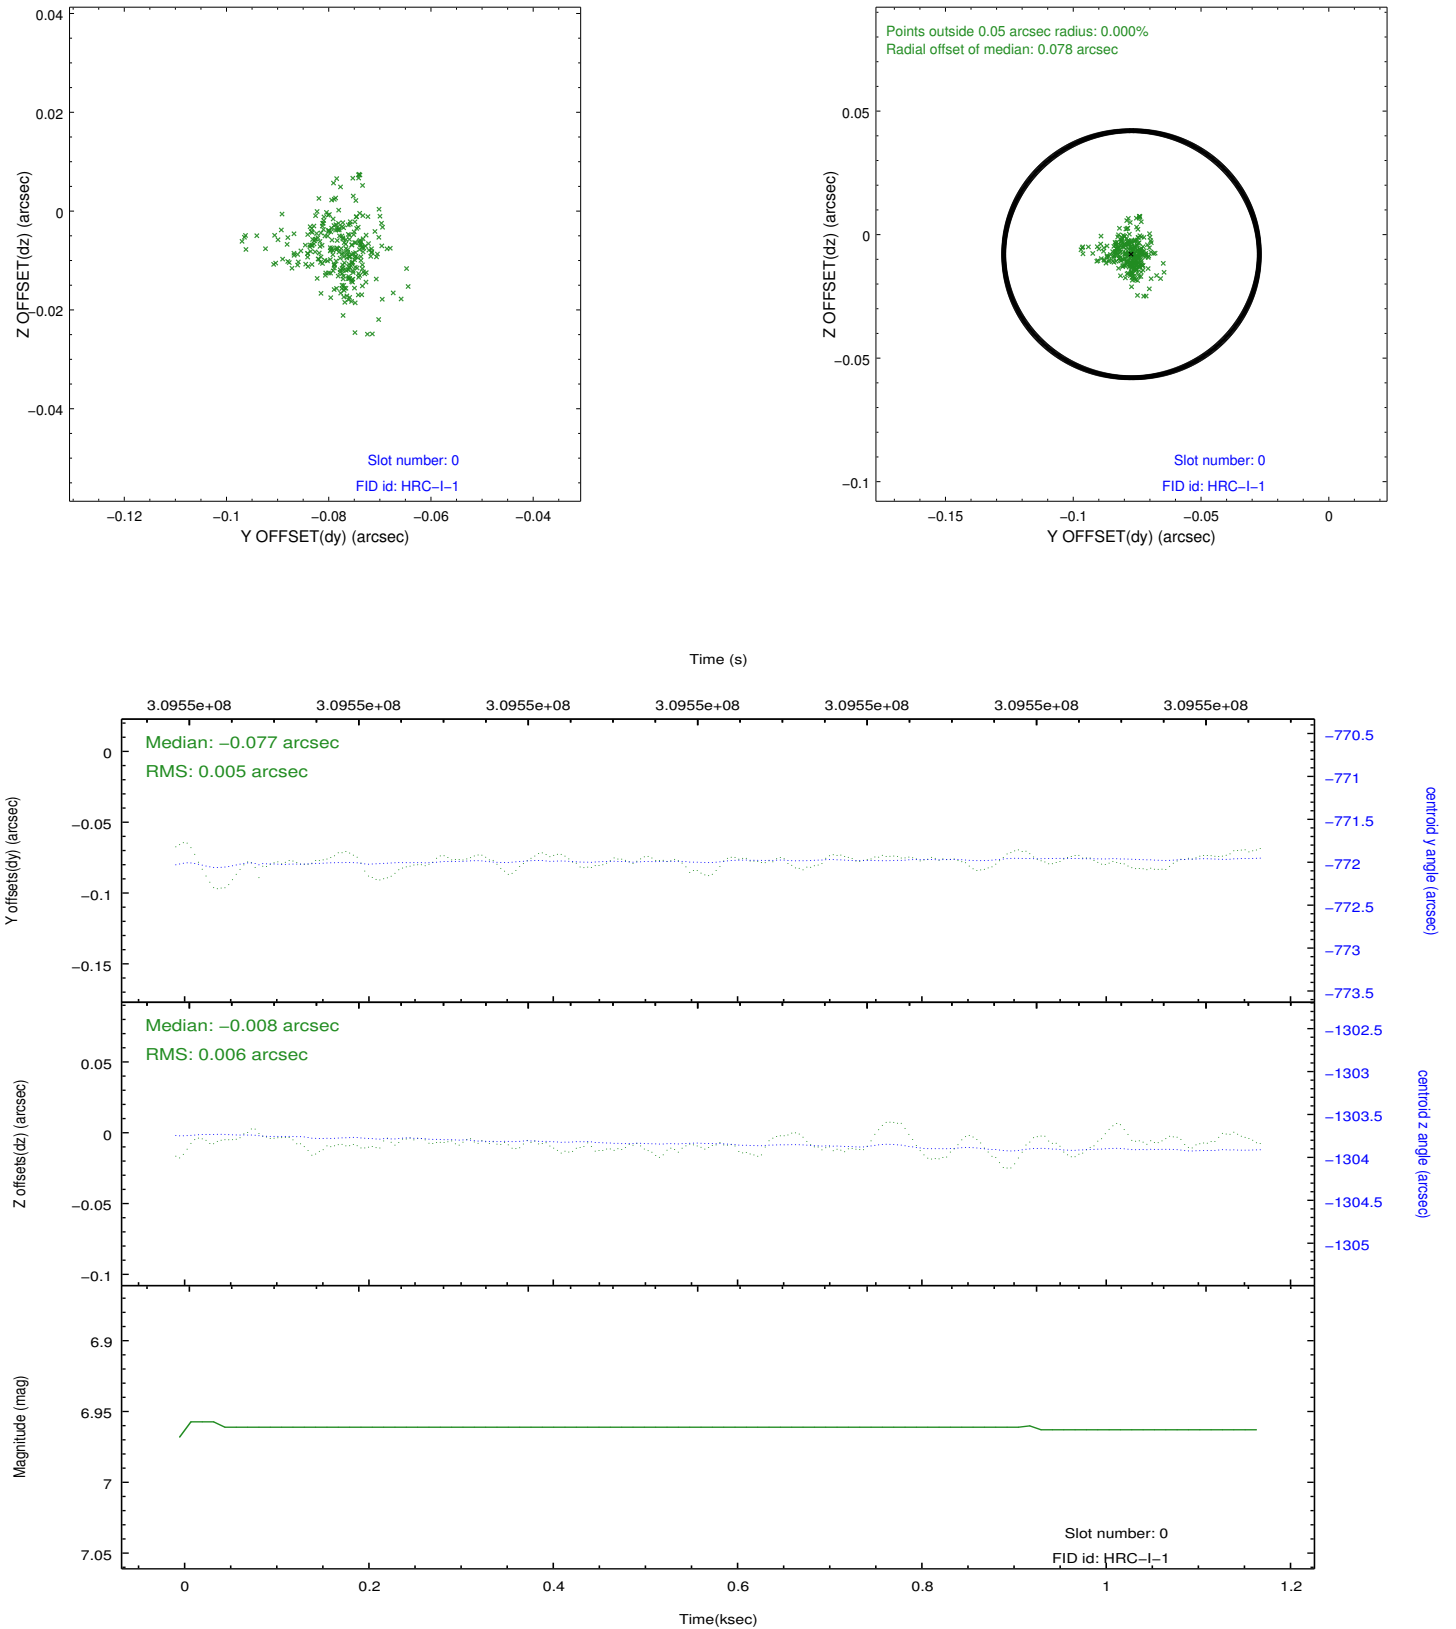 0.04
0.02
0
−0.02
−0.04
Z OFFSET(dz) (arcsec)
Slot number: 0
FID id: HRC−I−1
−0.12
−0.1
−0.08
−0.06
−0.04
Y OFFSET(dy) (arcsec)
Points outside 0.05 arcsec radius: 0.000%
Radial offset of median: 0.078 arcsec
0.05
0
−0.05
−0.1
Z OFFSET(dz) (arcsec)
Slot number: 0
FID id: HRC−I−1
−0.15
−0.1
−0.05
0
Y OFFSET(dy) (arcsec)
Time (s)
3.0955e+08
3.0955e+08
3.0955e+08
3.0955e+08
3.0955e+08
3.0955e+08
3.0955e+08
Median: −0.077 arcsec
RMS: 0.005 arcsec
0
−0.05
−0.1
−0.15
Y offsets(dy) (arcsec)
−770.5
−771
−771.5
−772
−772.5
−773
−773.5
centroid y angle (arcsec)
Median: −0.008 arcsec
RMS: 0.006 arcsec
0.05
0
−0.05
−0.1
Z offsets(dz) (arcsec)
−1302.5
−1303
−1303.5
−1304
−1304.5
−1305
centroid z angle (arcsec)
6.9
6.95
7
7.05
Magnitude (mag)
Slot number: 0
FID id: HRC−I−1
0
0.2
0.4
0.6
0.8
1
1.2
Time(ksec)